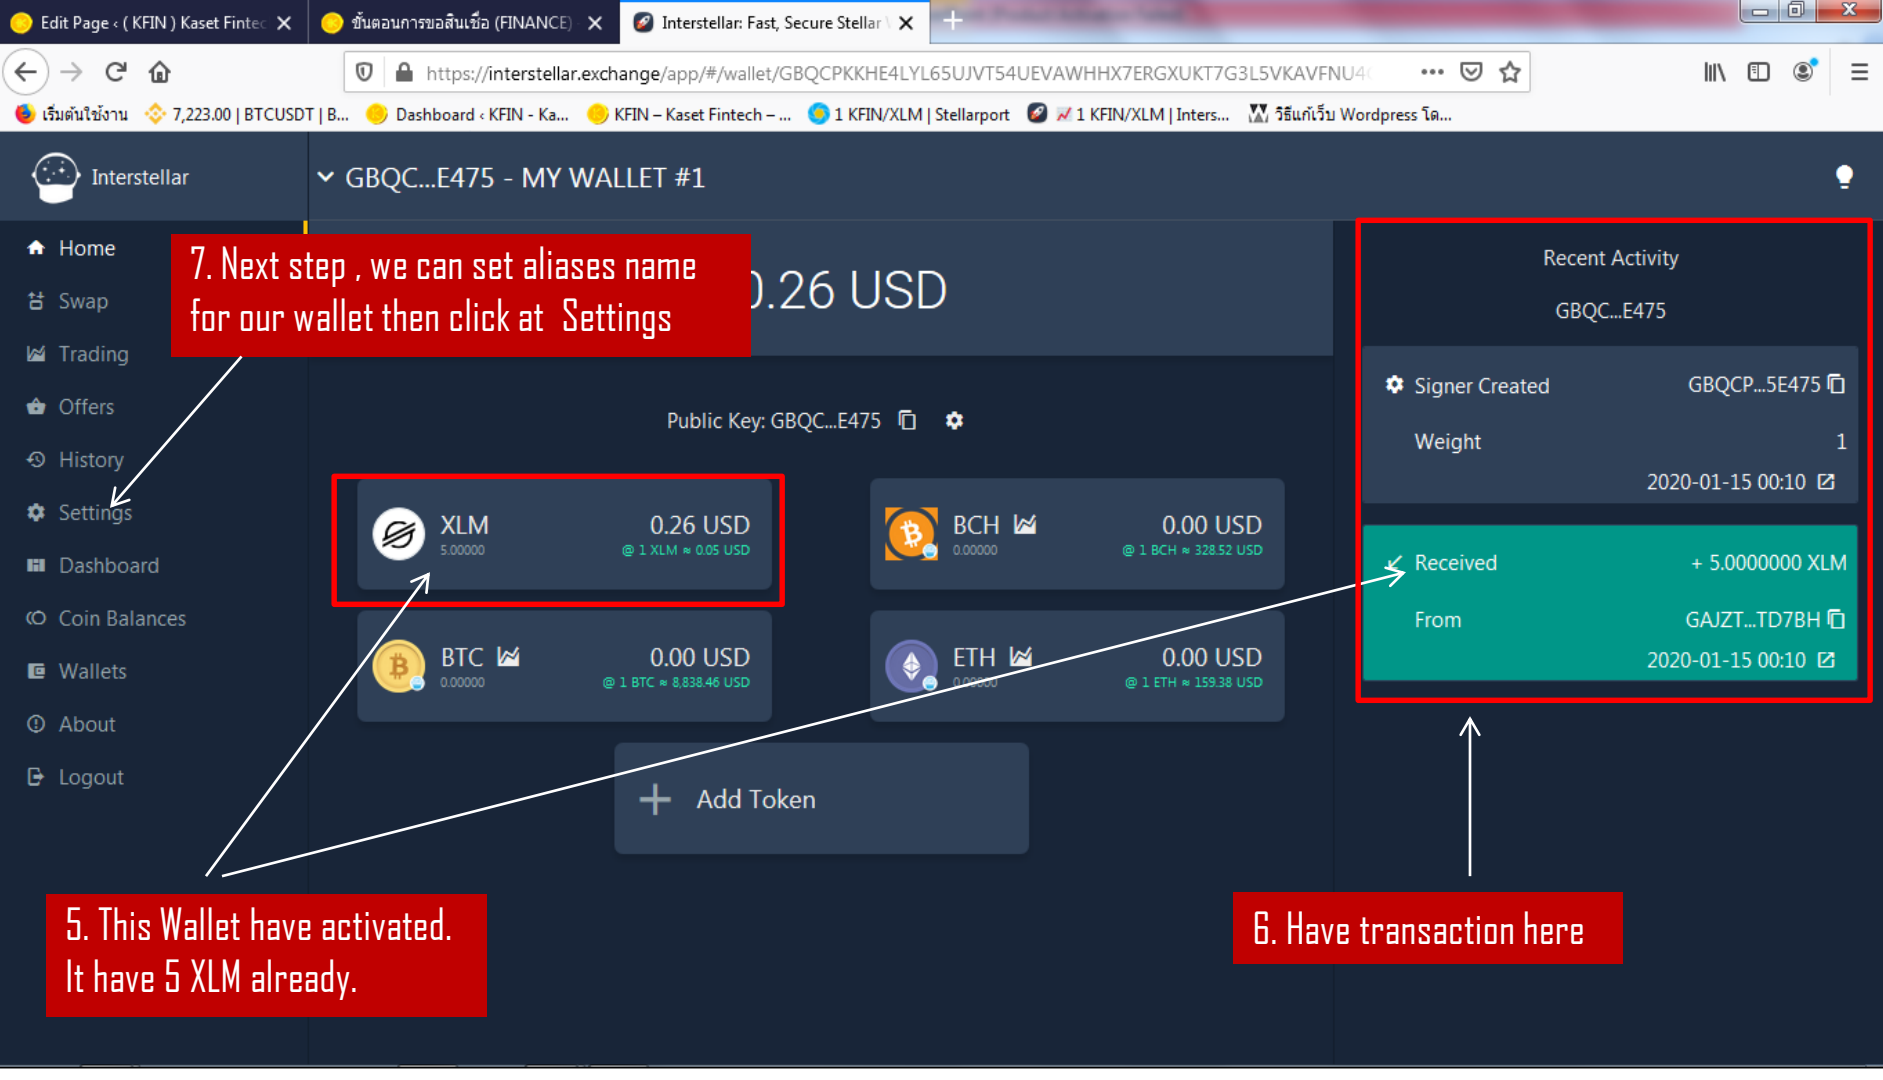 Edit Page ‹ ( KFIN ) Kaset Fintec
ขั้นตอนการขอสินเชื่อ (FINANCE)
Interstellar: Fast, Secure Stellar
https://interstellar.exchange/app/#/wallet/GBQCPKKHE4LYL65UJVT54UEVAWHHX7ERGXUKT7G3L5VKAVFNU4
เริ่มต้นใช้งาน
7,223.00 | BTCUSDT | B...
Dashboard ‹ KFIN - Ka...
KFIN – Kaset Fintech – ...
1 KFIN/XLM | Stellarport
1 KFIN/XLM | Inters...
วิธีแก้เว็บ Wordpress โด...
Interstellar
GBQC...E475 - MY WALLET #1
Home
Swap
Trading
Offers
History
Settings
Dashboard
Coin Balances
Wallets
About
Logout
7. Next step , we can set aliases name
for our wallet then click at Settings
0.26 USD
Public Key: GBQC...E475
XLM 0.26 USD
5.00000 @ 1 XLM ≈ 0.05 USD
BCH 0.00 USD
0.00000 @ 1 BCH ≈ 328.52 USD
BTC 0.00 USD
0.00000 @ 1 BTC ≈ 8,838.46 USD
ETH 0.00 USD
0.00000 @ 1 ETH ≈ 159.38 USD
Add Token
Recent Activity
GBQC...E475
Signer Created GBQCP...5E475
Weight 1
2020-01-15 00:10
Received + 5.0000000 XLM
From GAJZT...TD7BH
2020-01-15 00:10
5. This Wallet have activated.
It have 5 XLM already.
6. Have transaction here